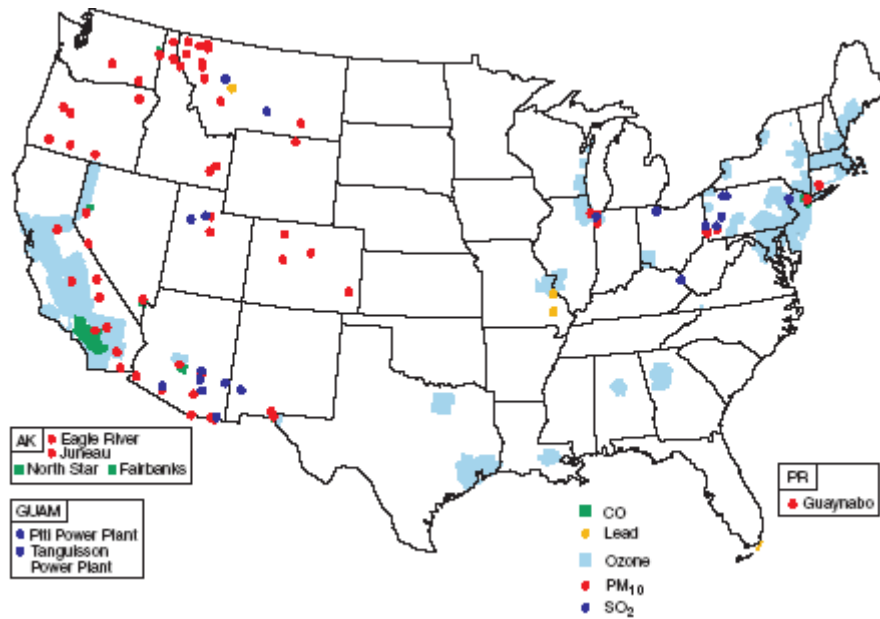 AK
Eagle River
Juneau
North Star Fairbanks
GUAM
Piti Power Plant
Tanguisson
Power Plant
CO
Lead
Ozone
PM10
SO2
PR
Guaynabo